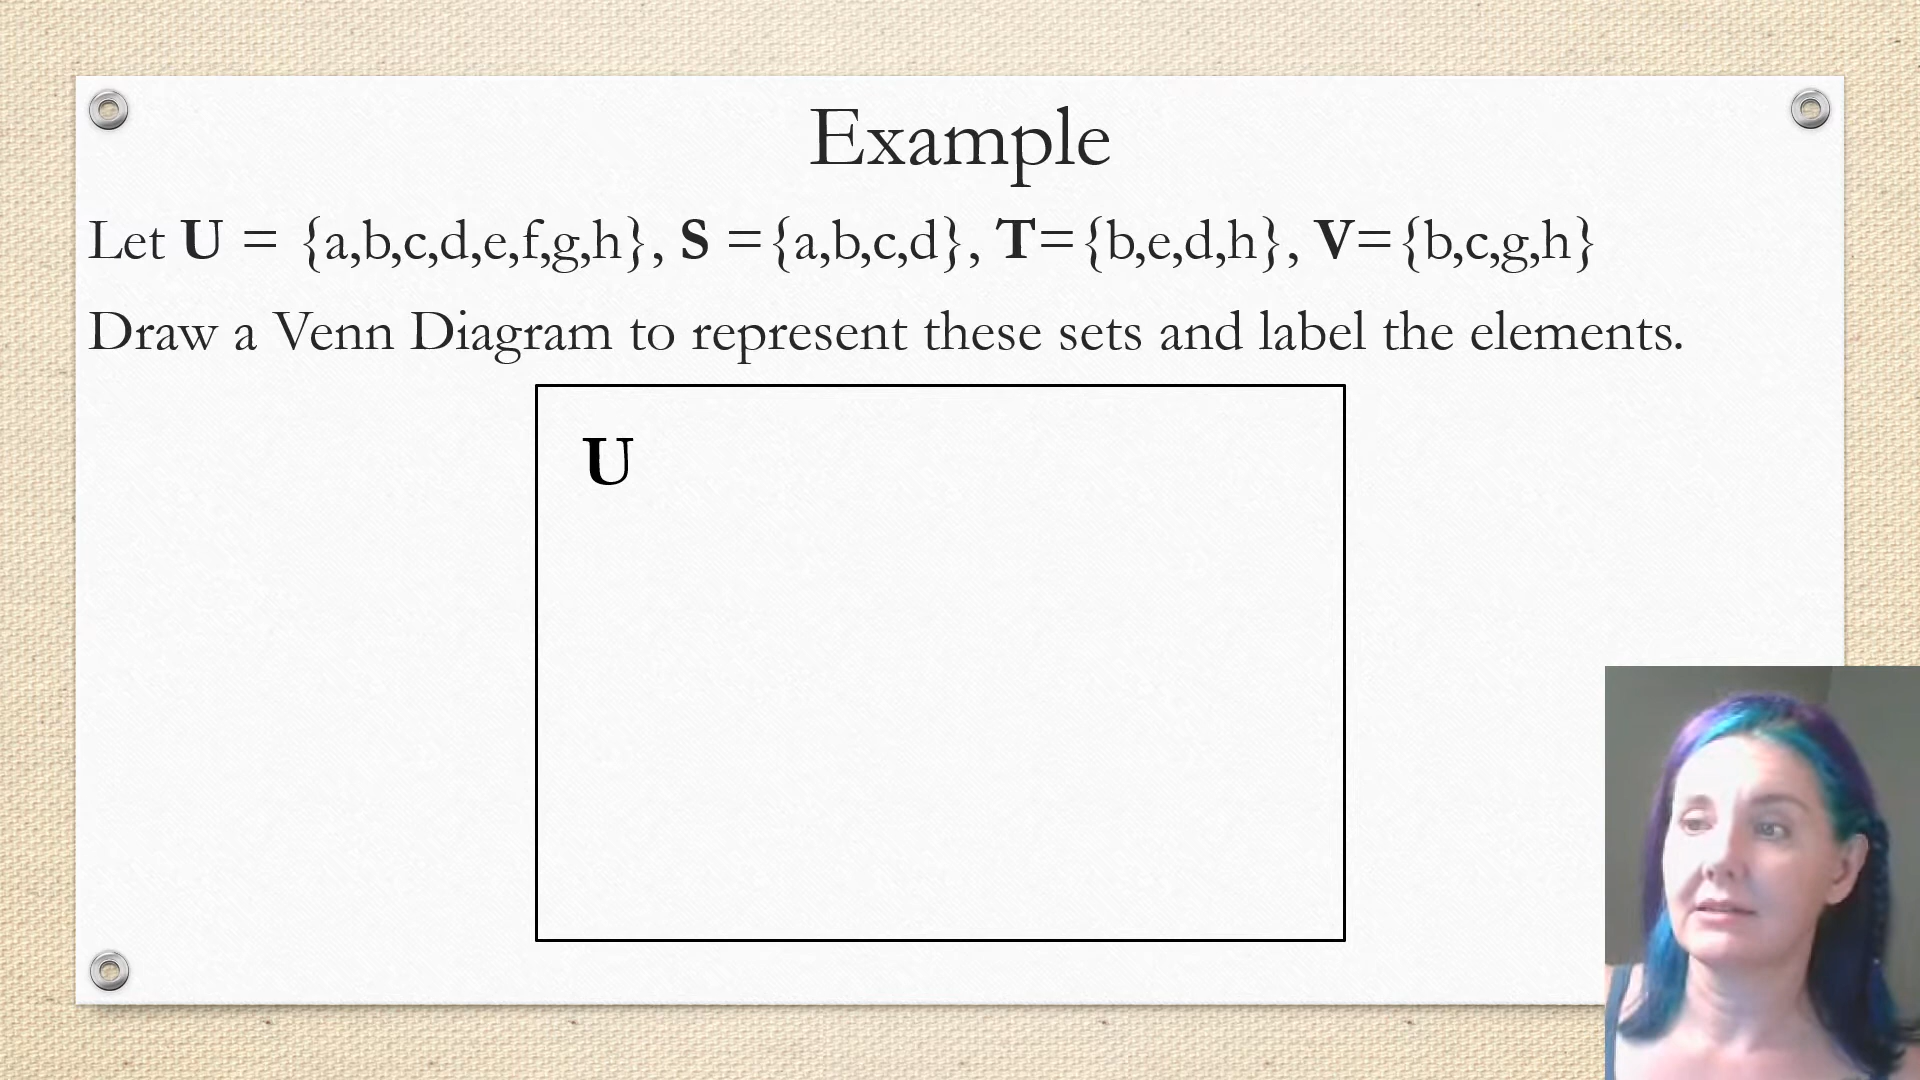 Example
Let U = {a,b,c,d,e,f,g,h}, S ={a,b,c,d}, T={b,e,d,h}, V={b,c,g,h}
Draw a Venn Diagram to represent these sets and label the elements.
U